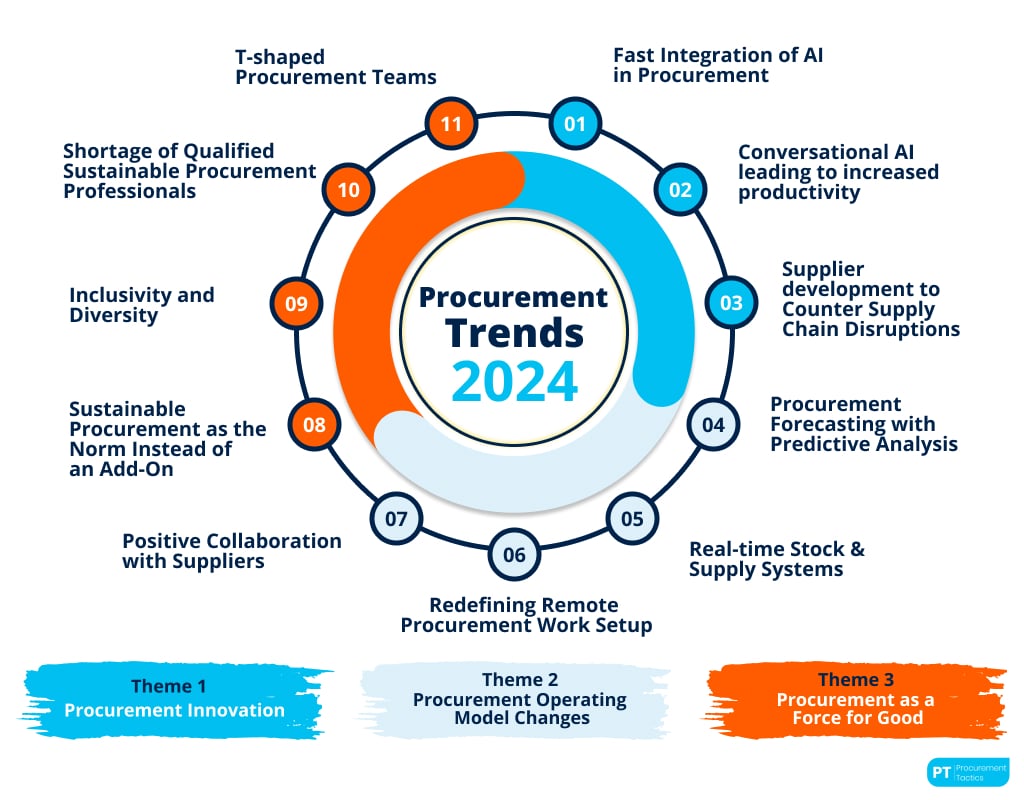 Procurement
Trends
2024
01
Fast Integration of AI
in Procurement
02
Conversational AI
leading to increased
productivity
03
Supplier
development to
Counter Supply
Chain Disruptions
04
Procurement
Forecasting with
Predictive Analysis
05
Real-time Stock &
Supply Systems
06
Redefining Remote
Procurement Work Setup
07
Positive Collaboration
with Suppliers
08
Sustainable
Procurement as the
Norm Instead of
an Add-On
09
Inclusivity and
Diversity
10
Shortage of Qualified
Sustainable Procurement
Professionals
11
T-shaped
Procurement Teams
Theme 1
Procurement Innovation
Theme 2
Procurement Operating
Model Changes
Theme 3
Procurement as a
Force for Good
PT
Procurement
Tactics